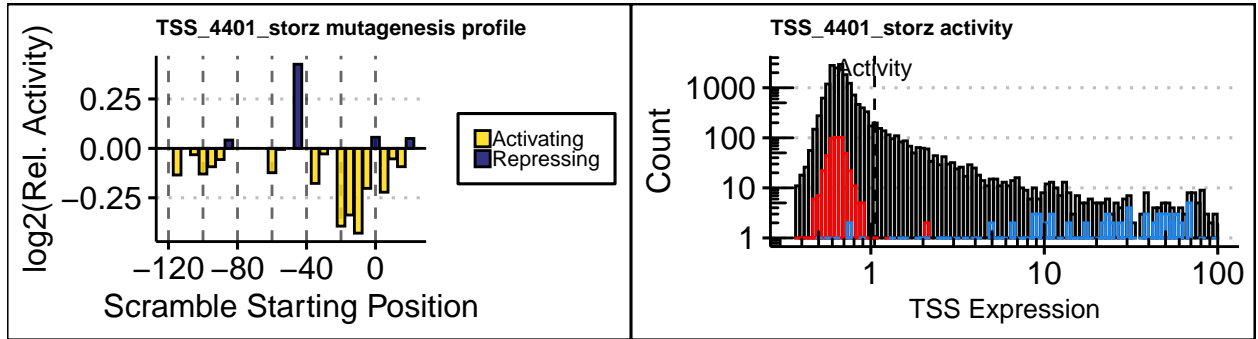 TSS_4401_storz mutagenesis profile
log2(Rel. Activity)
0.25
0.00
−0.25
−120 −80 −40 0
Scramble Starting Position
Activating
Repressing
TSS_4401_storz activity
Activity
Count
1000
100
10
1
1 10 100
TSS Expression